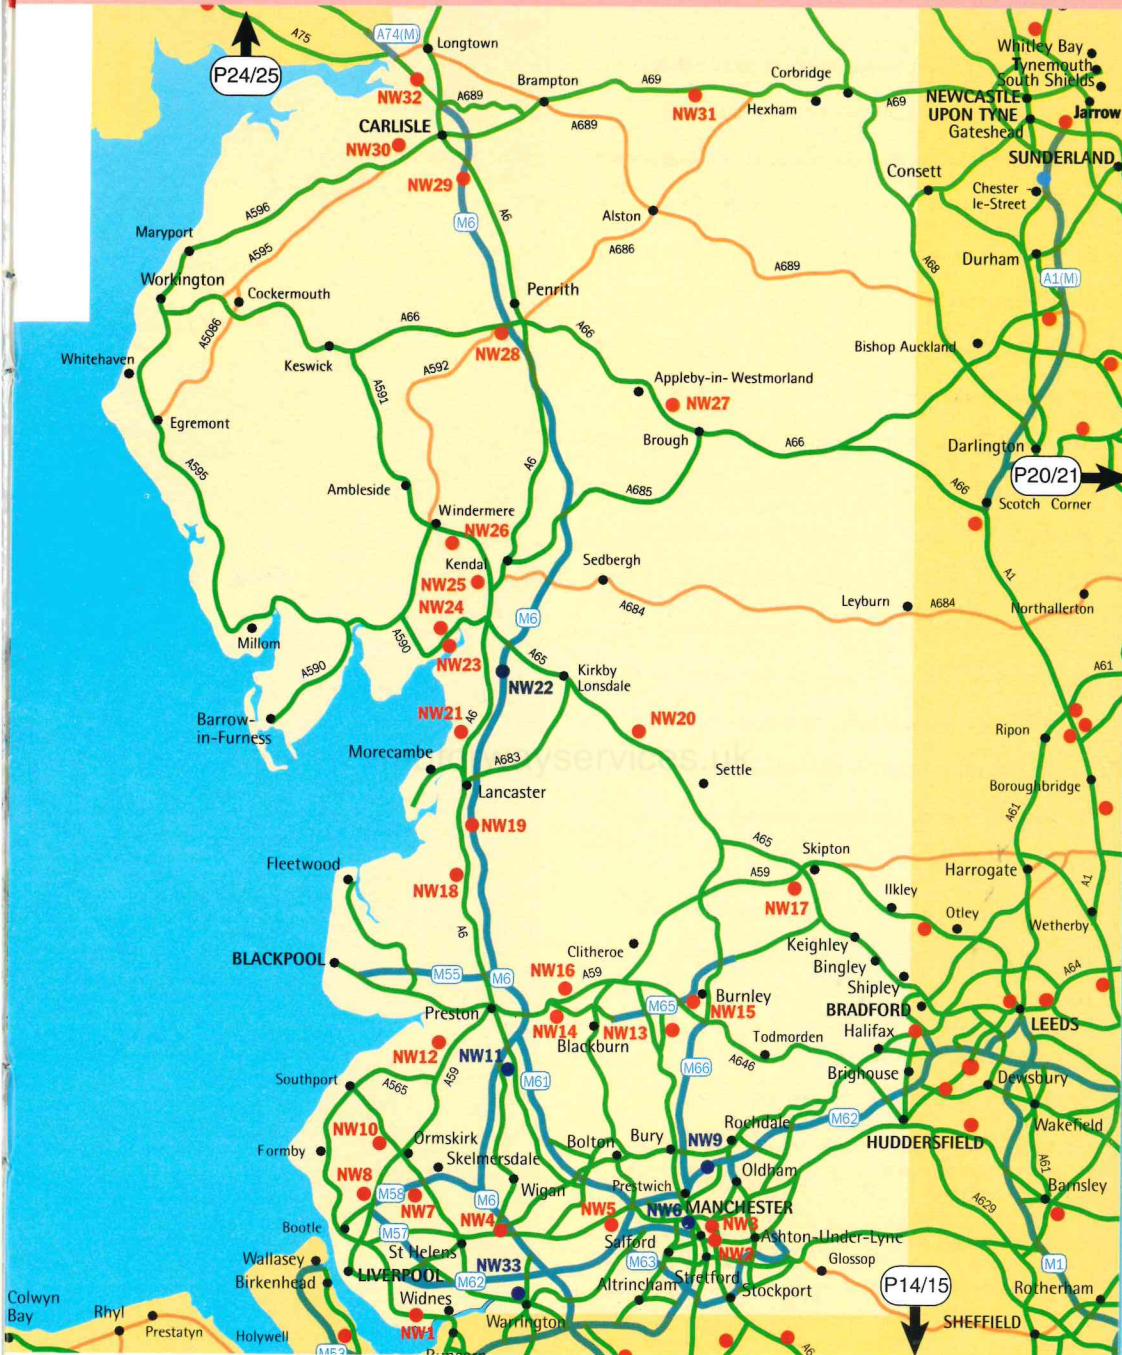 A75
A74(M)
Longtown
P24/25
NW32
A689
Brampton
A69
Corbridge
Whitley Bay
Tynemouth
South Shields
NEWCASTLE
UPON TYNE
Gateshead
Jarrow
NW31
Hexham
A69
CARLISLE
NW30
A689
SUNDERLAND
NW29
Consett
Chester -
le-Street
A596
A6
M6
Alston
Maryport
A595
A686
A689
A68
Durham
A1(M)
Workington
Cockermouth
Penrith
A5086
A66
A66
Whitehaven
Keswick
NW28
A592
Bishop Auckland
A591
Appleby-in- Westmorland
NW27
Egremont
Brough
A66
Darlington
A595
A6
P20/21
Ambleside
A685
A66
Scotch Corner
Windermere
NW26
Kendal
Sedbergh
NW25
A1
NW24
A684
Leyburn
A684
Northallerton
M6
Millom
A590
NW23
A65
A590
NW22
Kirkby
Lonsdale
A61
Barrow-
in-Furness
NW21
A6
NW20
Ripon
Morecambe
A683
yservices.uk
Settle
Lancaster
Boroughbridge
A61
NW19
A65
Skipton
Fleetwood
NW18
A59
NW17
Harrogate
A1
Ilkley
Otley
Wetherby
A6
Clitheroe
Keighley
BLACKPOOL
M55
M6
NW16
A59
Bingley
A64
Shipley
Preston
M65
Burnley
BRADFORD
NW14
NW13
NW15
LEEDS
Blackburn
Todmorden
Halifax
NW12
NW11
A646
Southport
A565
A59
M61
M66
Brighouse
Dewsbury
M62
Rochdale
Wakefield
NW10
Ormskirk
Bolton
Bury
NW9
HUDDERSFIELD
Formby
Skelmersdale
Oldham
A61
NW8
M58
Wigan
Prestwich
Barnsley
NW7
M6
NW6
MANCHESTER
A629
Bootle
M57
NW4
NW5
NW3
Salford
NW2
Ashton-Under-Lyne
Wallasey
St Helens
M63
Glossop
M1
Birkenhead
LIVERPOOL
NW33
M62
Stretford
P14/15
Altrincham
Stockport
Rotherham
Colwyn
Bay
Rhyl
Widnes
Prestatyn
Holywell
NW1
Warrington
SHEFFIELD
M53
A6